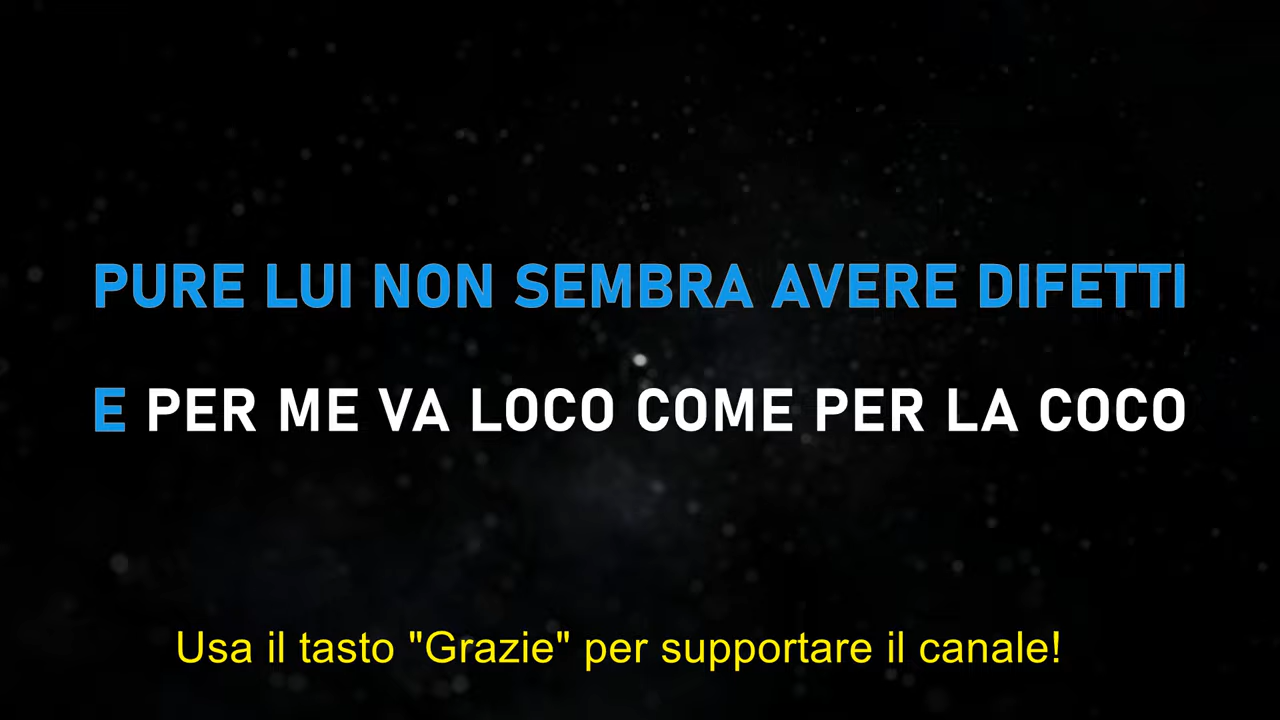 PURE LUI NON SEMBRA AVERE DIFETTI
E PER ME VA LOCO COME PER LA COCO
Usa il tasto "Grazie" per supportare il canale!